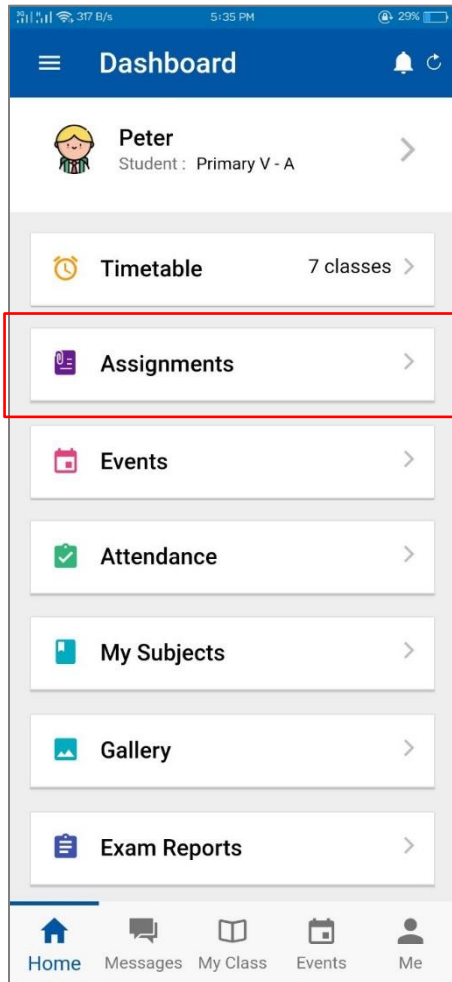 317 B/s 5:35 PM 29%
Dashboard
Peter
Student : Primary V - A
Timetable 7 classes
Assignments
Events
Attendance
My Subjects
Gallery
Exam Reports
Home Messages My Class Events Me